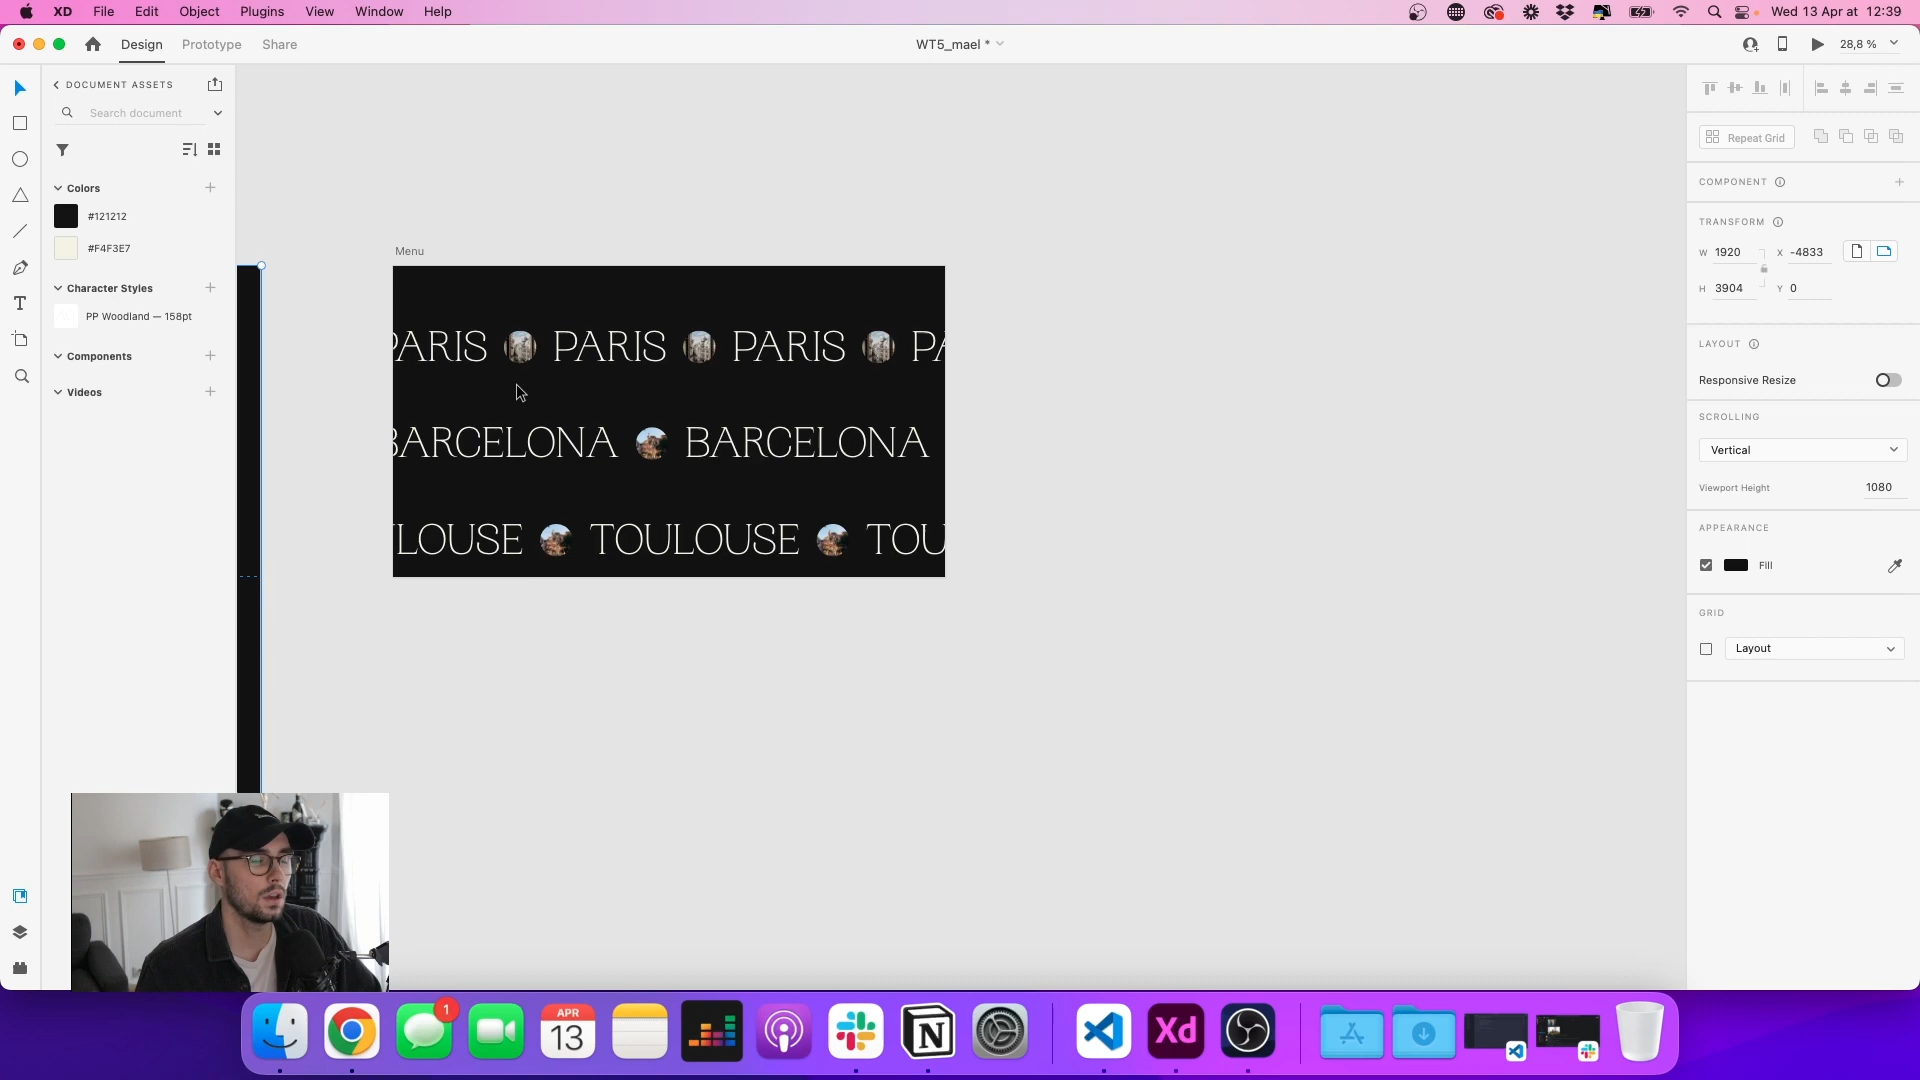 XD File Edit Object Plugins View Window Help
Wed 13 Apr at 12:39
Design Prototype Share
WT5_mael *
28,8 %
DOCUMENT ASSETS
Search document
Colors
#121212
#F4F3E7
Character Styles
PP Woodland — 158pt
Components
Videos
Menu
PARIS PARIS PARIS PA
BARCELONA BARCELONA
LOUSE TOULOUSE TOU
Repeat Grid
COMPONENT
TRANSFORM
W 1920 X -4833
H 3904 Y 0
LAYOUT
Responsive Resize
SCROLLING
Vertical
Viewport Height 1080
APPEARANCE
Fill
GRID
Layout
1
APR
13
Xd